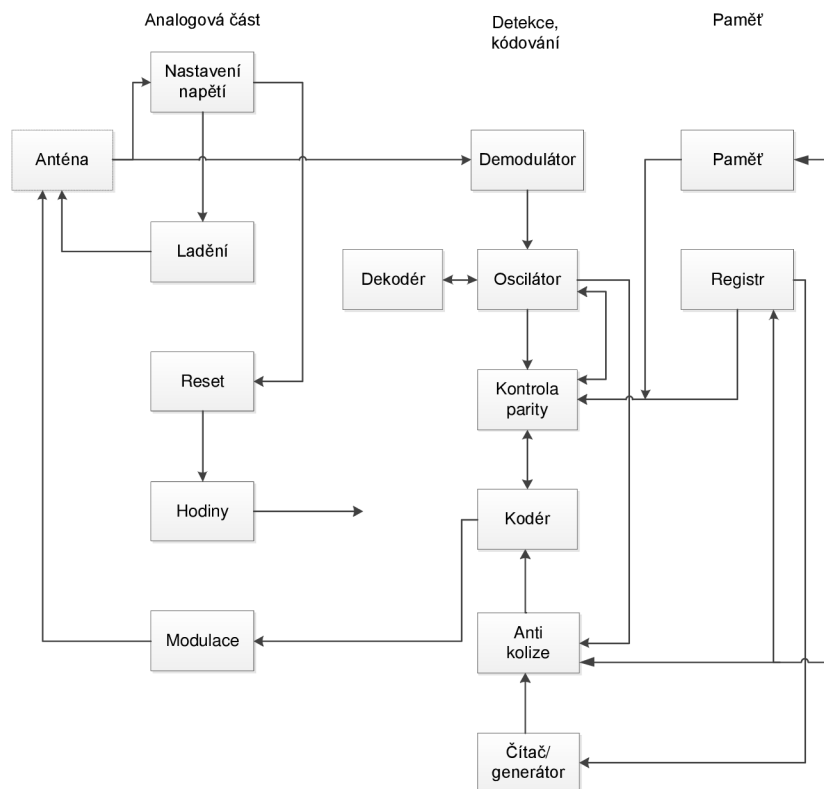 Analogová část
Detekce,
kódování
Paměť
Nastavení
napětí
Anténa
Demodulátor
Paměť
Ladění
Dekodér
Oscilátor
Registr
Reset
Kontrola
parity
Hodiny
Kodér
Modulace
Anti
kolize
Čítač/
generátor